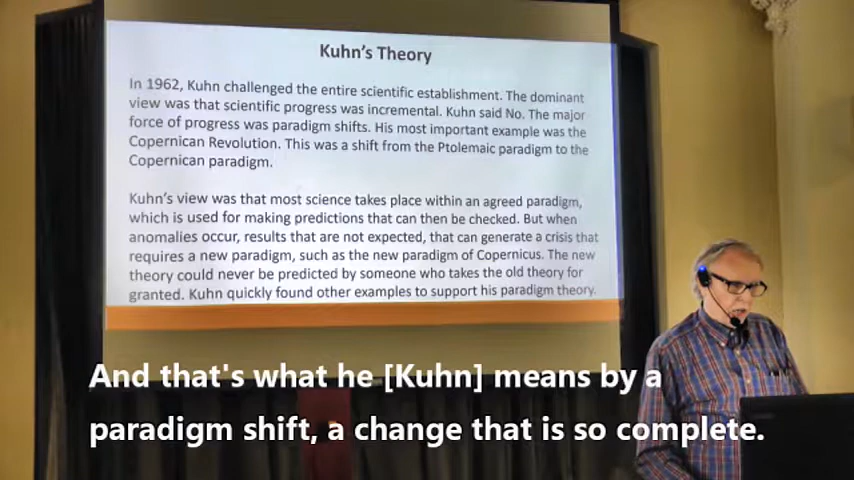 Kuhn's Theory
In 1962, Kuhn challenged the entire scientific establishment. The dominant
view was that scientific progress was incremental. Kuhn said No. The major
force of progress was paradigm shifts. His most important example was the
Copernican Revolution. This was a shift from the Ptolemaic paradigm to the
Copernican paradigm.
Kuhn's view was that most science takes place within an agreed paradigm,
which is used for making predictions that can then be checked. But when
anomalies occur, results that are not expected, that can generate a crisis that
requires a new paradigm, such as the new paradigm of Copernicus. The new
theory could never be predicted by someone who takes the old theory for
granted. Kuhn quickly found other examples to support his paradigm theory.
And that's what he [Kuhn] means by a
paradigm shift, a change that is so complete.